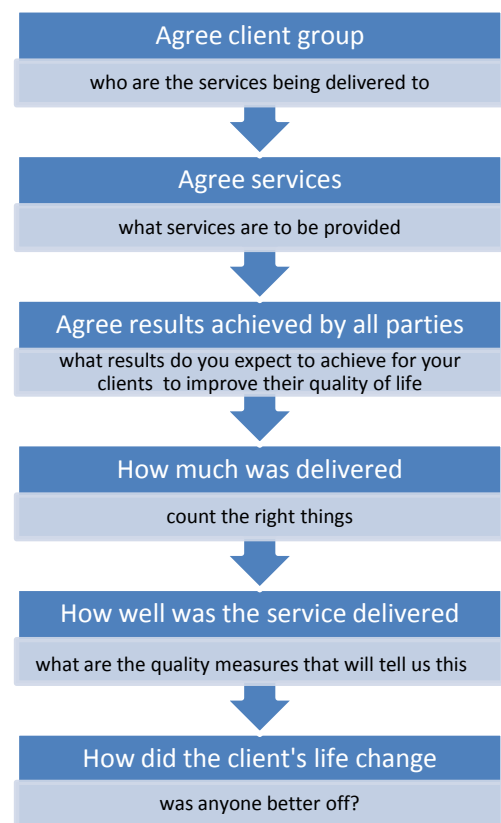 Agree client group
who are the services being delivered to
Agree services
what services are to be provided
Agree results achieved by all parties
what results do you expect to achieve for your
clients to improve their quality of life
How much was delivered
count the right things
How well was the service delivered
what are the quality measures that will tell us this
How did the client's life change
was anyone better off?